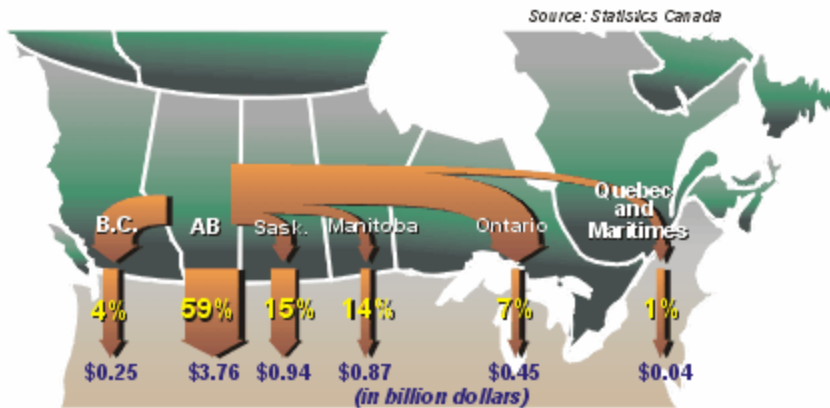 Source: Statisics Canada
B.C.
AB
Sask.
Manitoba
Ontario
Quebec
and
Maritimes
4%
59%
15%
14%
7%
1%
$0.25
$3.76
$0.94
$0.87
$0.45
$0.04
(in billion dollars)